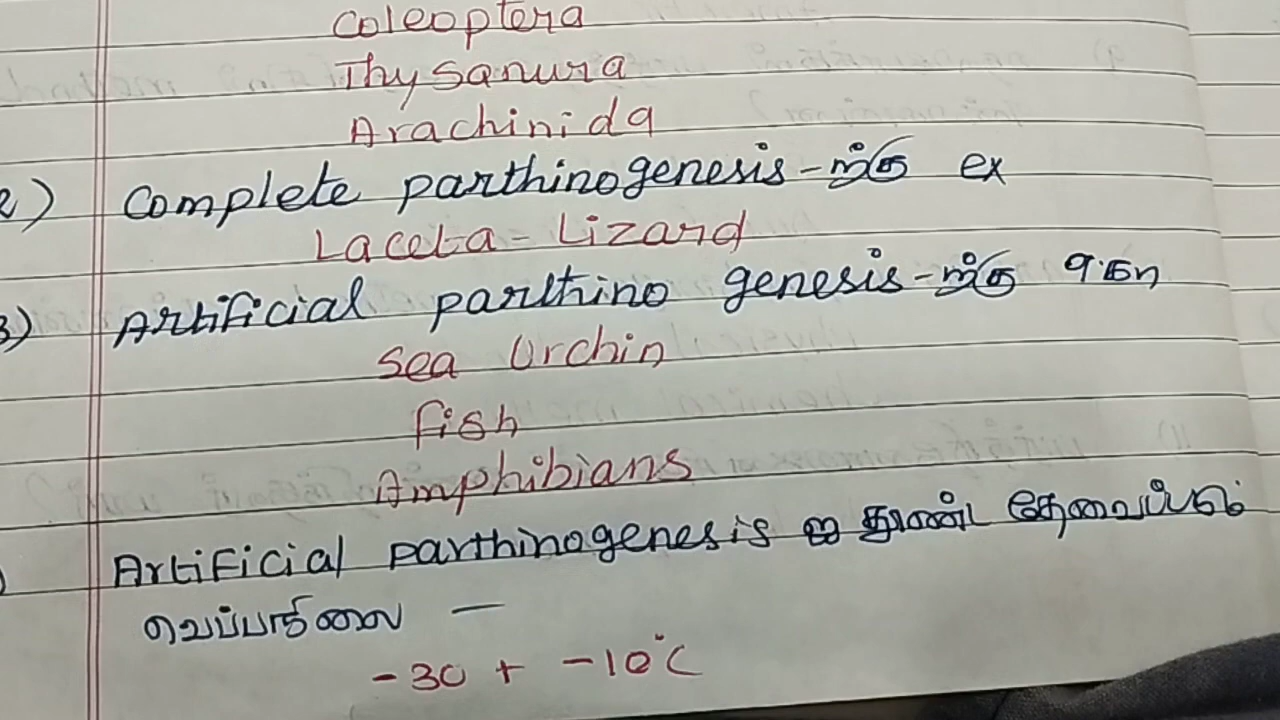 Coleoptera
Thysanura
Arachinida
2) Complete parthinogenesis-ற்கு ex
Laceta - Lizard
3) Artificial parthino genesis-ற்கு எ.கா
Sea Urchin
fish
Amphibians
) Artificial parthinogenesis ஐ தூண்ட தேவைப்படும்
வெப்பநிலை —
-30 + -10°C